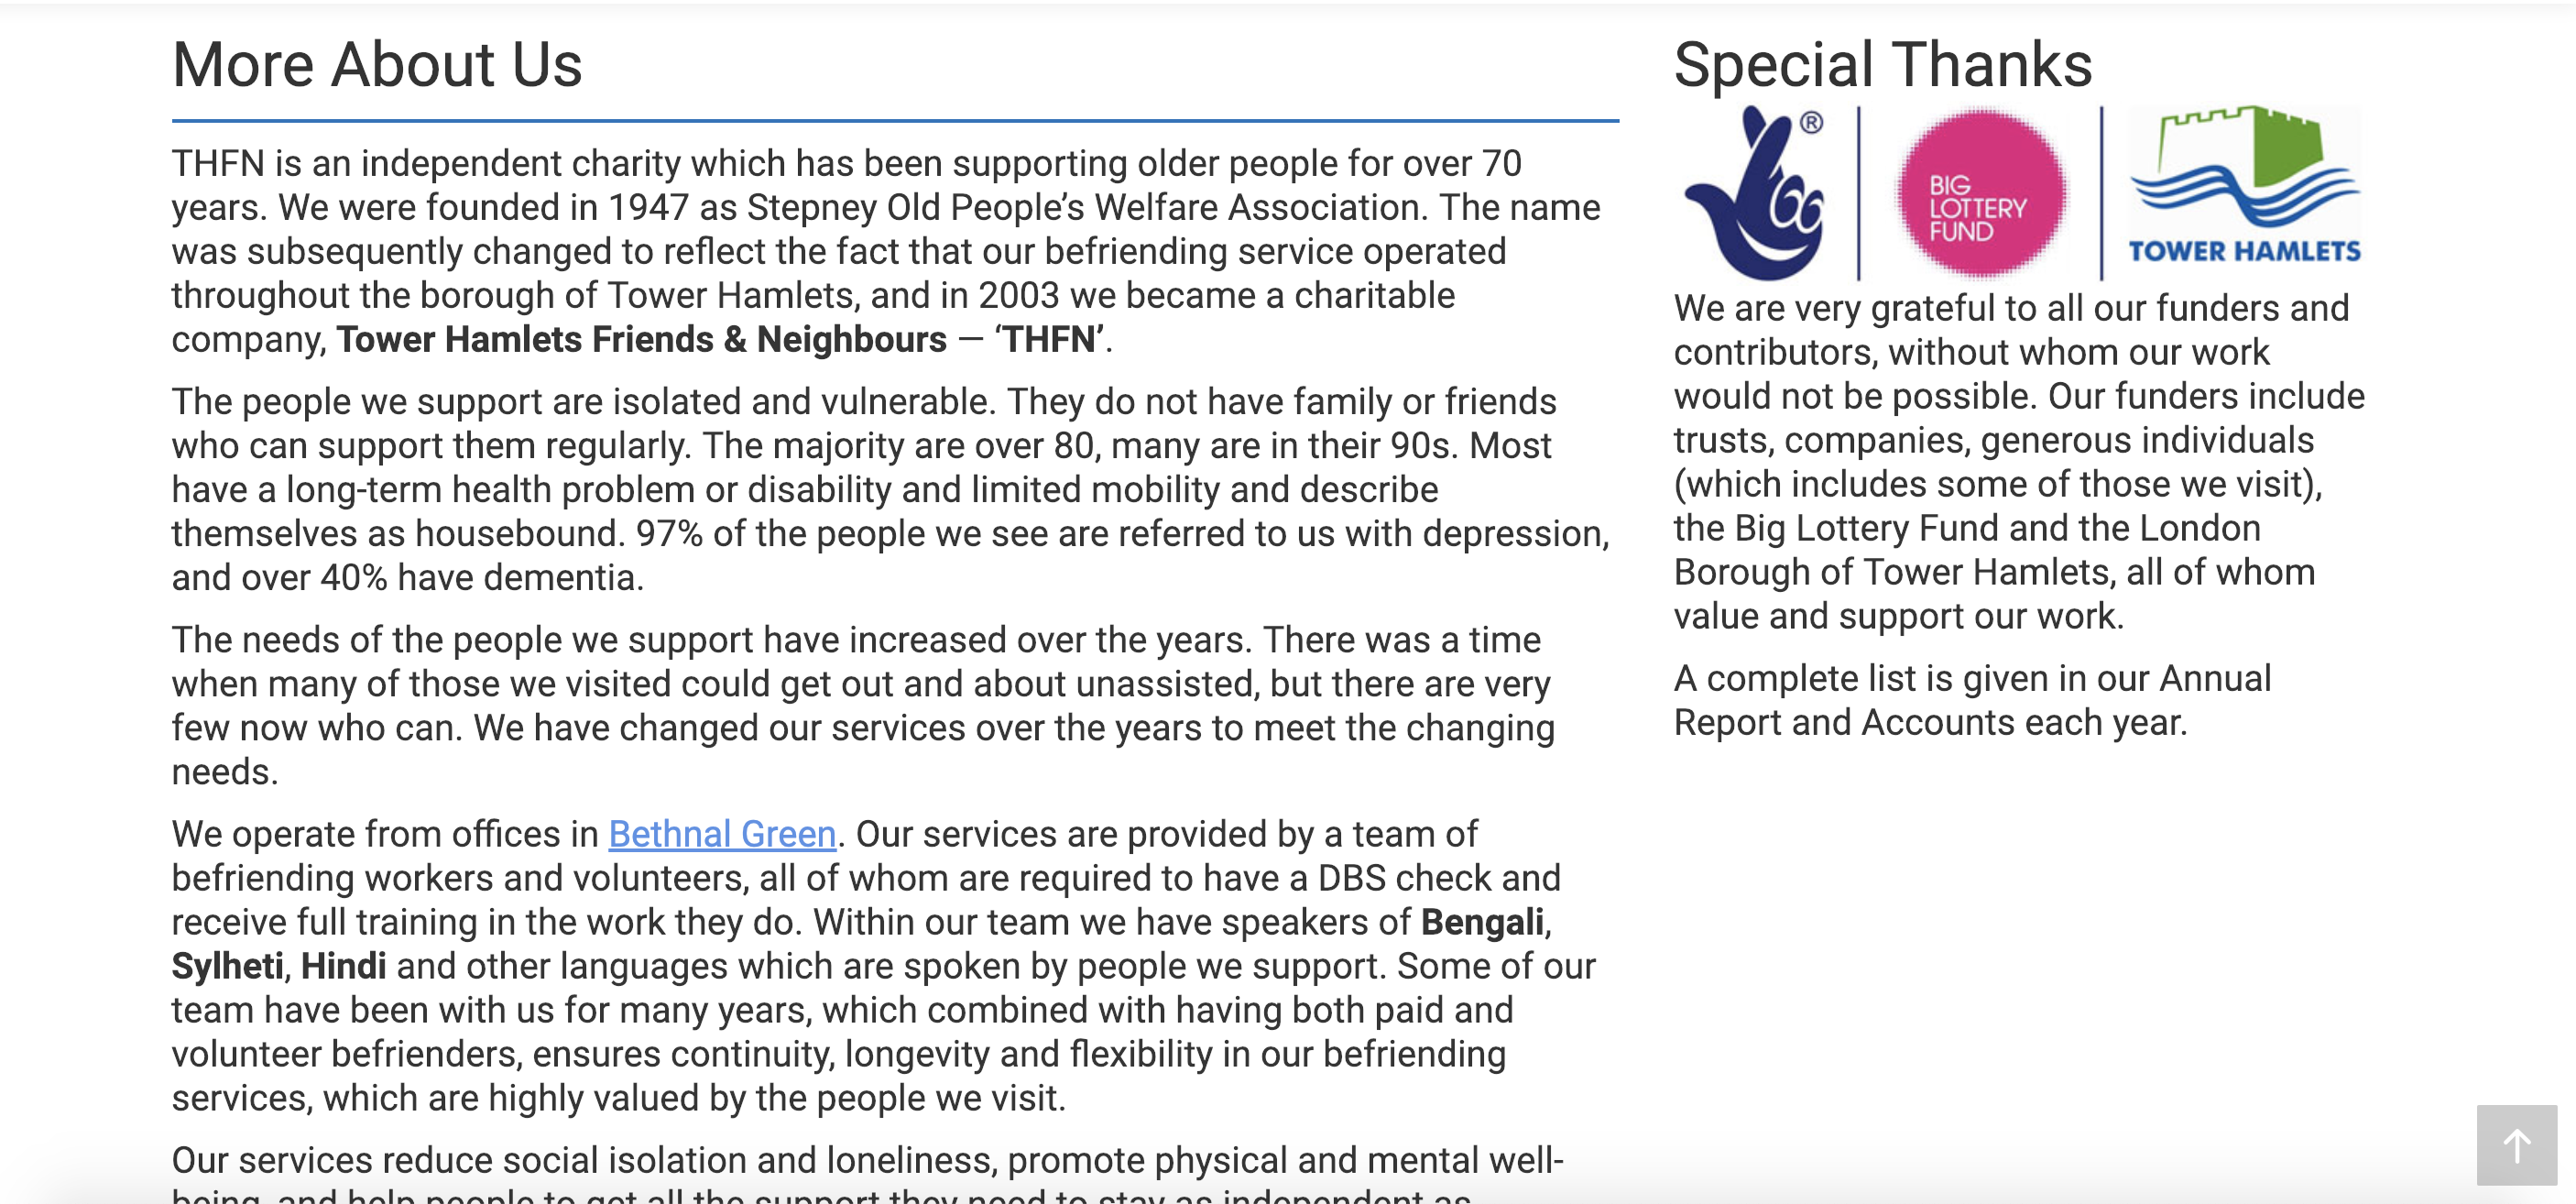 More About Us
THFN is an independent charity which has been supporting older people for over 70
years. We were founded in 1947 as Stepney Old People’s Welfare Association. The name
was subsequently changed to reflect the fact that our befriending service operated
throughout the borough of Tower Hamlets, and in 2003 we became a charitable
company, Tower Hamlets Friends & Neighbours — ‘THFN’.
The people we support are isolated and vulnerable. They do not have family or friends
who can support them regularly. The majority are over 80, many are in their 90s. Most
have a long-term health problem or disability and limited mobility and describe
themselves as housebound. 97% of the people we see are referred to us with depression,
and over 40% have dementia.
The needs of the people we support have increased over the years. There was a time
when many of those we visited could get out and about unassisted, but there are very
few now who can. We have changed our services over the years to meet the changing
needs.
We operate from offices in Bethnal Green. Our services are provided by a team of
befriending workers and volunteers, all of whom are required to have a DBS check and
receive full training in the work they do. Within our team we have speakers of Bengali,
Sylheti, Hindi and other languages which are spoken by people we support. Some of our
team have been with us for many years, which combined with having both paid and
volunteer befrienders, ensures continuity, longevity and flexibility in our befriending
services, which are highly valued by the people we visit.
Our services reduce social isolation and loneliness, promote physical and mental well-
being, and help people to get all the support they need to stay as independent as
Special Thanks
®
BIG
LOTTERY
FUND
TOWER HAMLETS
We are very grateful to all our funders and
contributors, without whom our work
would not be possible. Our funders include
trusts, companies, generous individuals
(which includes some of those we visit),
the Big Lottery Fund and the London
Borough of Tower Hamlets, all of whom
value and support our work.
A complete list is given in our Annual
Report and Accounts each year.